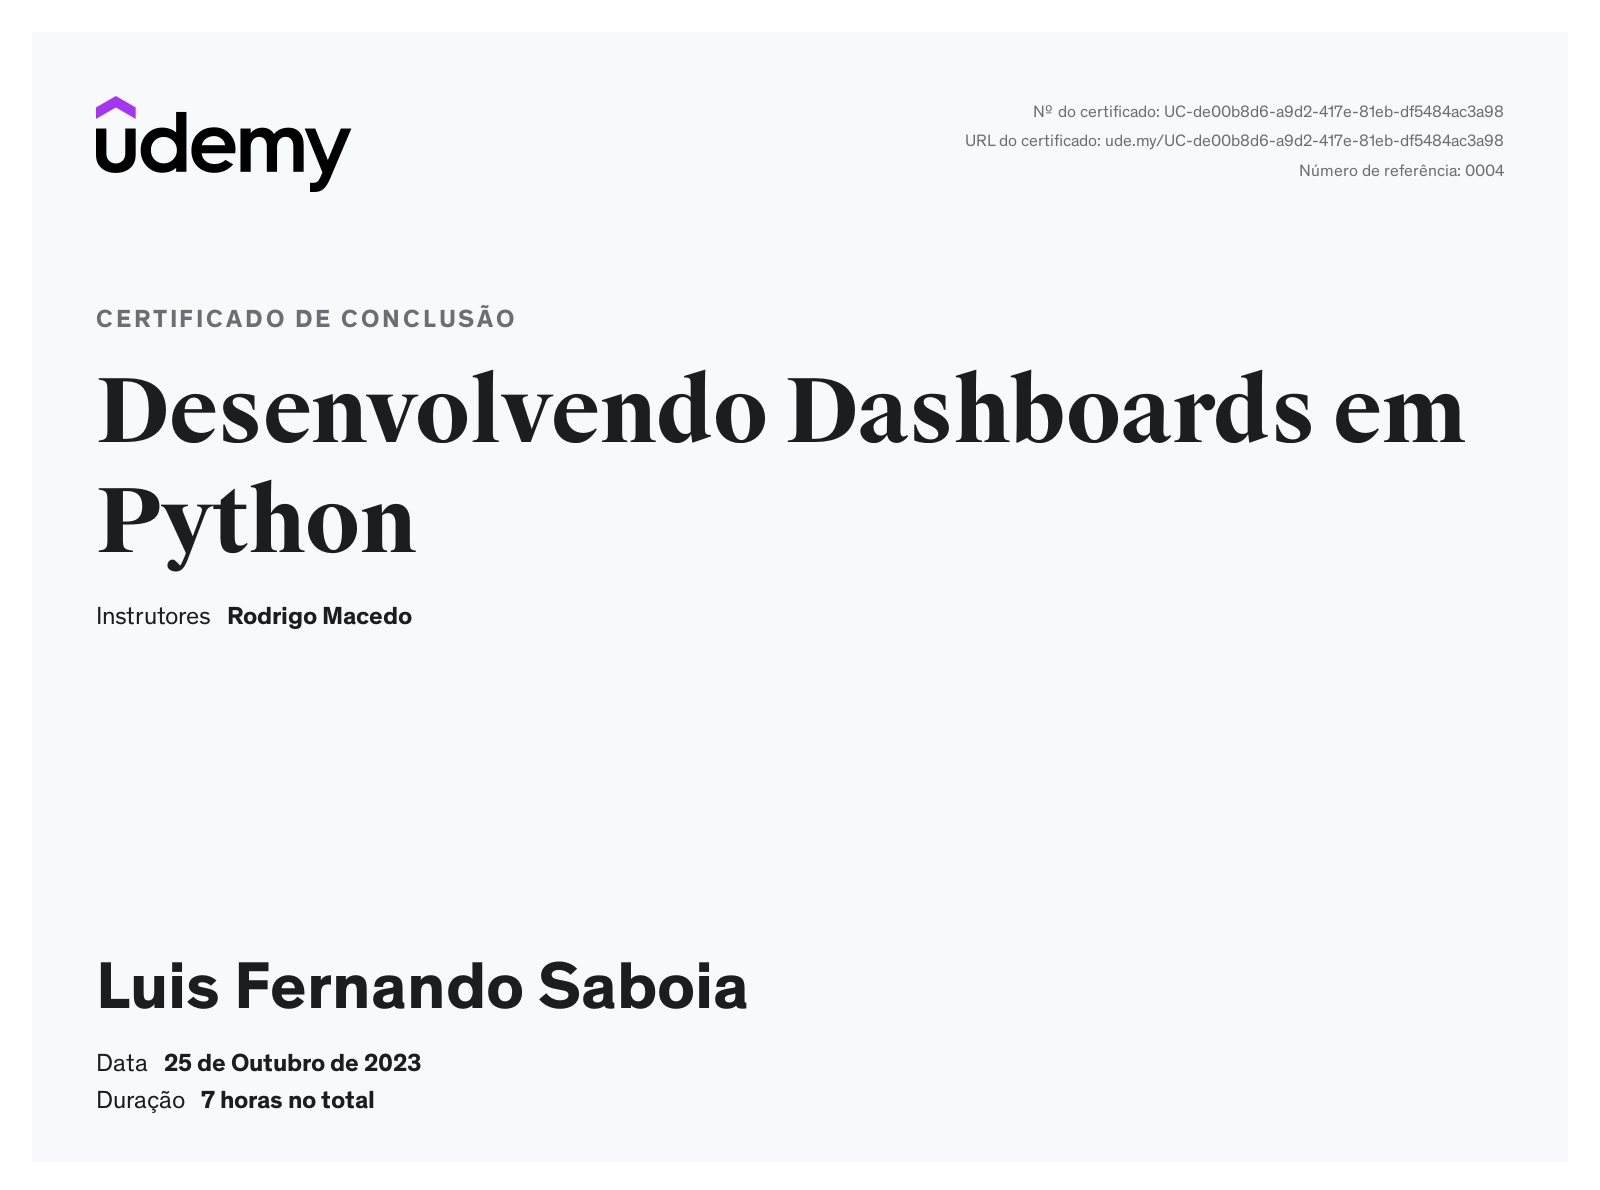 udemy
Nº do certificado: UC-de00b8d6-a9d2-417e-81eb-df5484ac3a98
URL do certificado: ude.my/UC-de00b8d6-a9d2-417e-81eb-df5484ac3a98
Número de referência: 0004
CERTIFICADO DE CONCLUSÃO
Desenvolvendo Dashboards em
Python
Instrutores Rodrigo Macedo
Luis Fernando Saboia
Data 25 de Outubro de 2023
Duração 7 horas no total